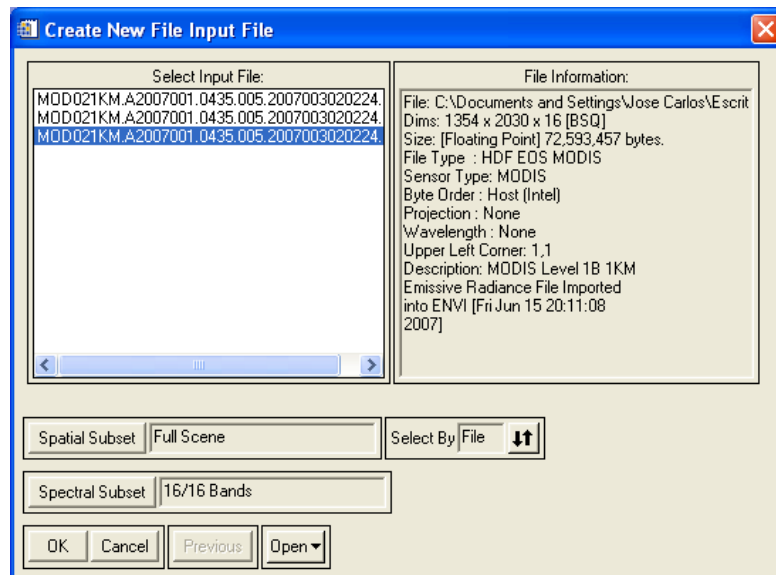 Create New File Input File
Select Input File:
MOD021KM.A2007001.0435.005.2007003020224.
MOD021KM.A2007001.0435.005.2007003020224.
MOD021KM.A2007001.0435.005.2007003020224.
File Information:
File: C:\Documents and Settings\Jose Carlos\Escrit
Dims: 1354 x 2030 x 16 [BSQ]
Size: [Floating Point] 72,593,457 bytes.
File Type : HDF EOS MODIS
Sensor Type: MODIS
Byte Order : Host (Intel)
Projection : None
Wavelength : None
Upper Left Corner: 1,1
Description: MODIS Level 1B 1KM
Emissive Radiance File Imported
into ENVI [Fri Jun 15 20:11:08
2007]
Spatial Subset Full Scene
Select By File
Spectral Subset 16/16 Bands
OK Cancel Previous Open